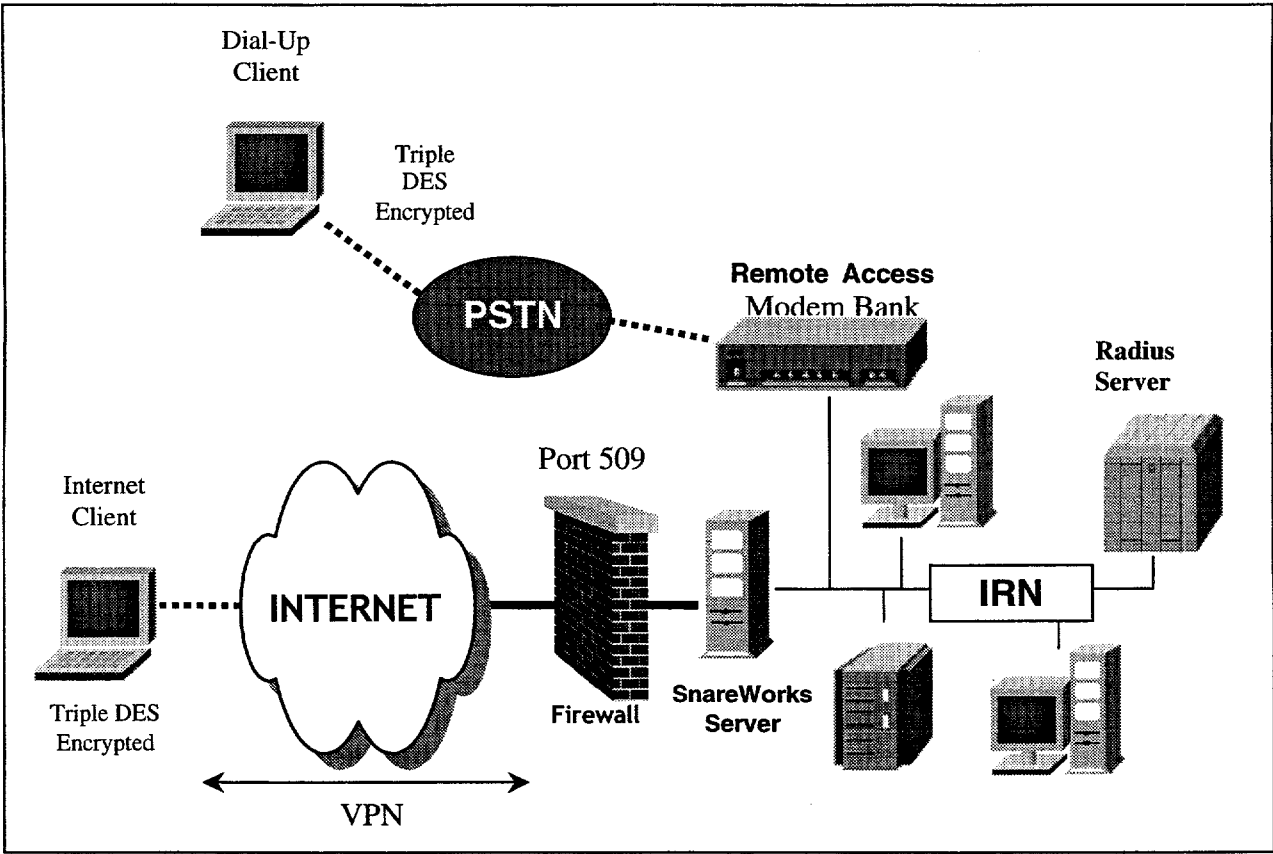 Dial-Up
Client
Triple
DES
Encrypted
PSTN
Remote Access
Modem Bank
Radius
Server
Port 509
Internet
Client
INTERNET
IRN
Triple DES
Encrypted
Firewall
SnareWorks
Server
VPN